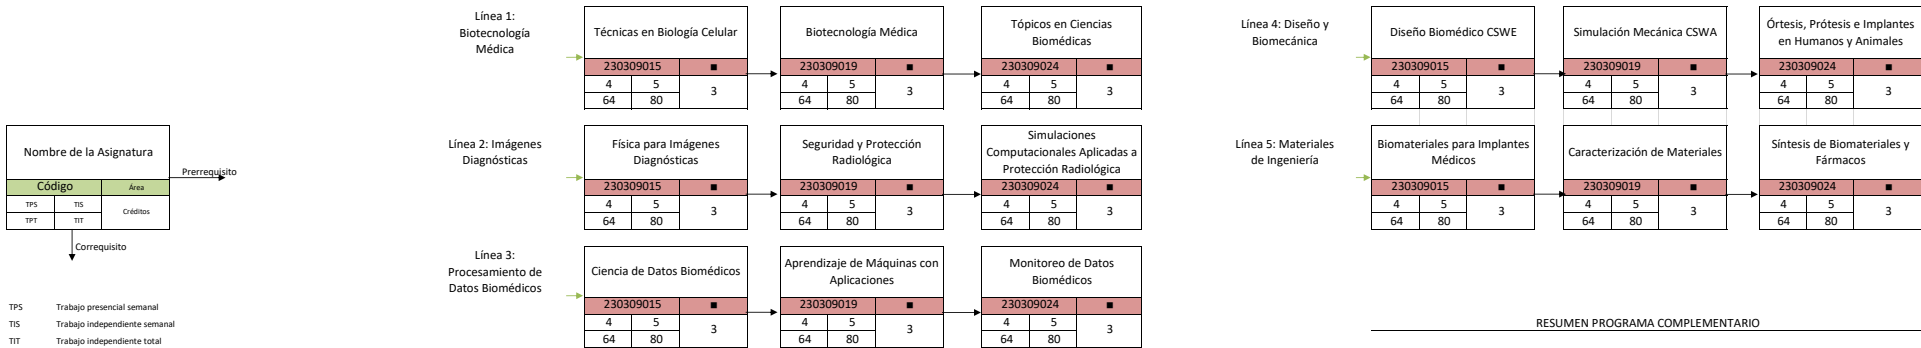 Nombre de la Asignatura
Código Área
TPS TIS Créditos
TPT TIT
Prerrequisito
Correquisito
TPS Trabajo presencial semanal
TIS Trabajo independiente semanal
TIT Trabajo independiente total
Línea 1:
Biotecnología
Médica
Técnicas en Biología Celular
230309015 ■
4 5 3
64 80
Biotecnología Médica
230309019 ■
4 5 3
64 80
Tópicos en Ciencias
Biomédicas
230309024 ■
4 5 3
64 80
Línea 2: Imágenes
Diagnósticas
Física para Imágenes
Diagnósticas
230309015 ■
4 5 3
64 80
Seguridad y Protección
Radiológica
230309019 ■
4 5 3
64 80
Simulaciones
Computacionales Aplicadas a
Protección Radiológica
230309024 ■
4 5 3
64 80
Línea 3:
Procesamiento de
Datos Biomédicos
Ciencia de Datos Biomédicos
230309015 ■
4 5 3
64 80
Aprendizaje de Máquinas con
Aplicaciones
230309019 ■
4 5 3
64 80
Monitoreo de Datos
Biomédicos
230309024 ■
4 5 3
64 80
Línea 4: Diseño y
Biomecánica
Diseño Biomédico CSWE
230309015 ■
4 5 3
64 80
Simulación Mecánica CSWA
230309019 ■
4 5 3
64 80
Órtesis, Prótesis e Implantes
en Humanos y Animales
230309024 ■
4 5 3
64 80
Línea 5: Materiales
de Ingeniería
Biomateriales para Implantes
Médicos
230309015 ■
4 5 3
64 80
Caracterización de Materiales
230309019 ■
4 5 3
64 80
Síntesis de Biomateriales y
Fármacos
230309024 ■
4 5 3
64 80
RESUMEN PROGRAMA COMPLEMENTARIO